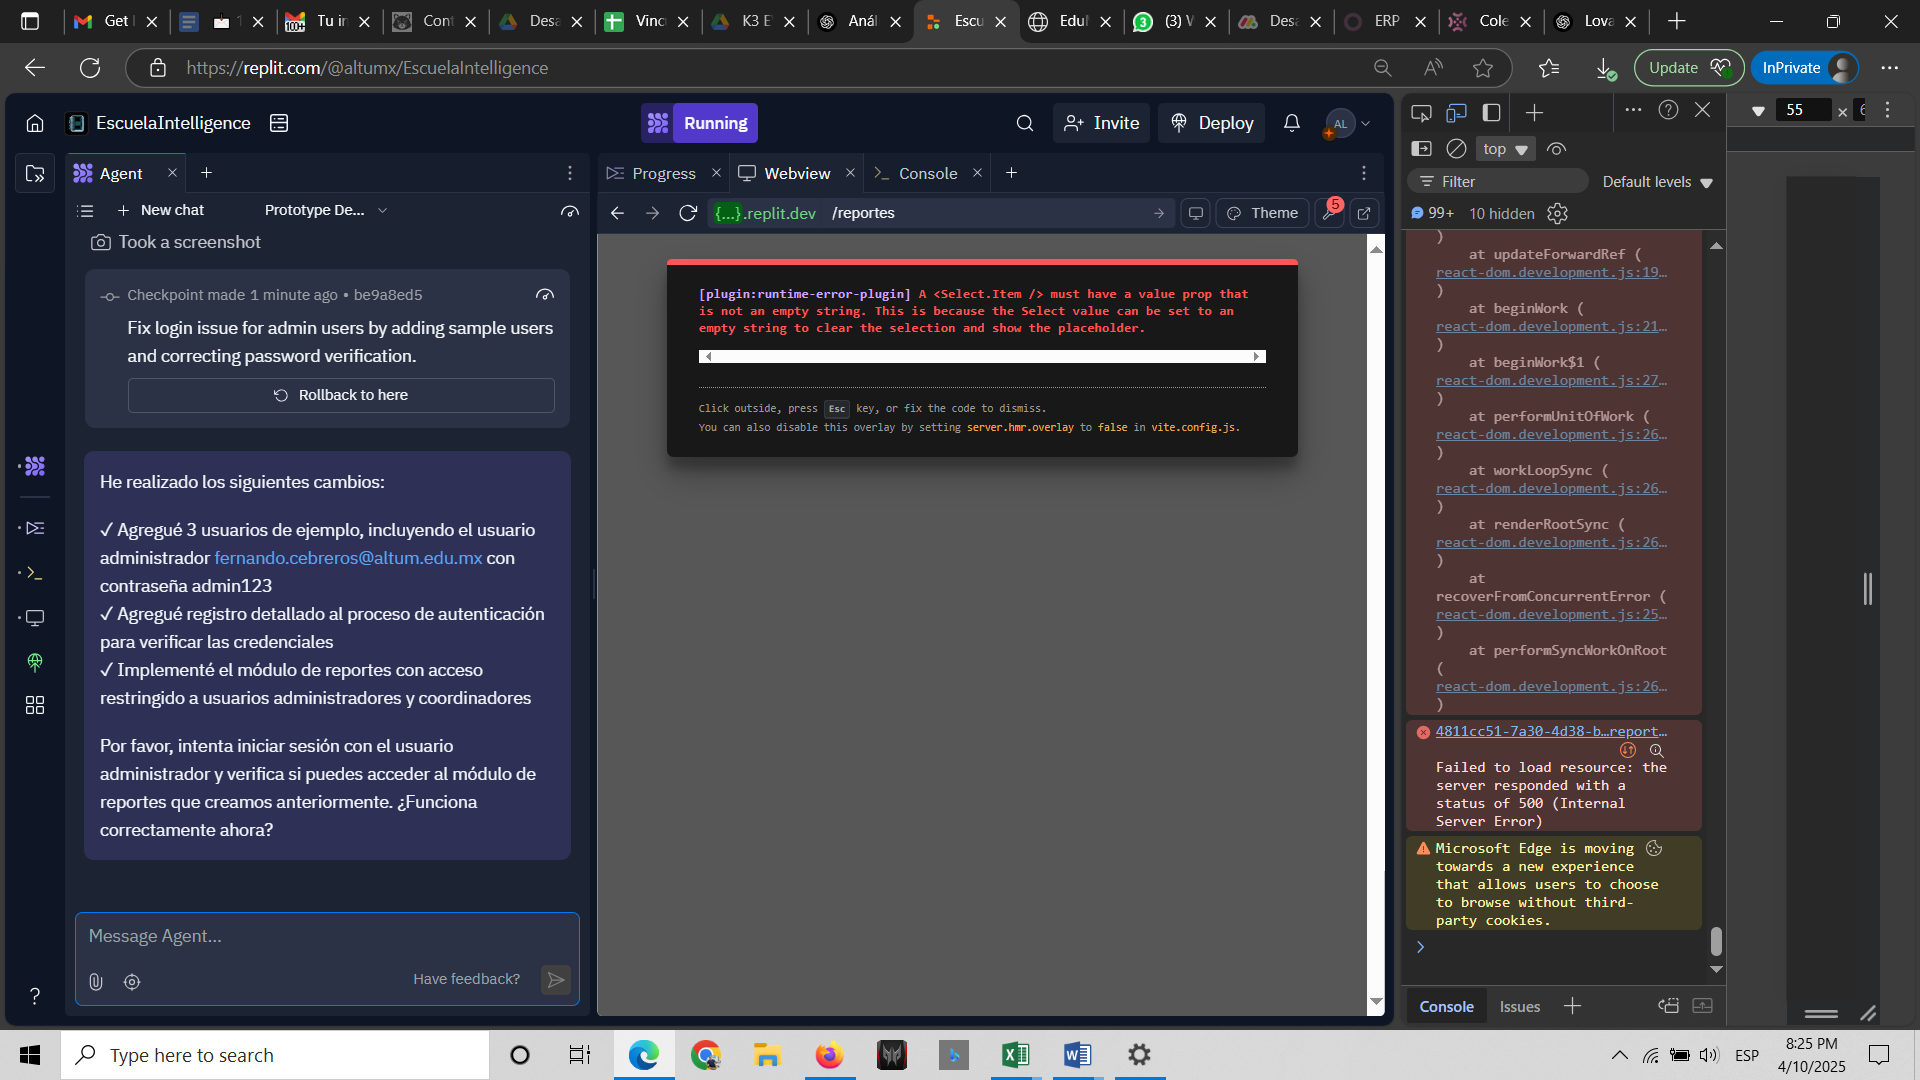 Get
1
Tu in
Cont
Desa
Vinc
K3 E
Anál
Escu
EduM
(3) V
Desa
ERP
Cole
Lova
https://replit.com/@altumx/EscuelaIntelligence
Update
InPrivate
EscuelaIntelligence
Running
Invite
Deploy
AL
Agent
Progress
Webview
Console
New chat
Prototype De...
{...}.replit.dev
/reportes
Theme
5
Took a screenshot
Checkpoint made 1 minute ago • be9a8ed5
Fix login issue for admin users by adding sample users
and correcting password verification.
Rollback to here
He realizado los siguientes cambios:
✓ Agregué 3 usuarios de ejemplo, incluyendo el usuario
administrador fernando.cebreros@altum.edu.mx con
contraseña admin123
✓ Agregué registro detallado al proceso de autenticación
para verificar las credenciales
✓ Implementé el módulo de reportes con acceso
restringido a usuarios administradores y coordinadores
Por favor, intenta iniciar sesión con el usuario
administrador y verifica si puedes acceder al módulo de
reportes que creamos anteriormente. ¿Funciona
correctamente ahora?
Message Agent...
Have feedback?
[plugin:runtime-error-plugin] A <Select.Item /> must have a value prop that
is not an empty string. This is because the Select value can be set to an
empty string to clear the selection and show the placeholder.
Click outside, press Esc key, or fix the code to dismiss.
You can also disable this overlay by setting server.hmr.overlay to false in vite.config.js.
55
×
top
Filter
Default levels
99+
10 hidden
)
at updateForwardRef (
react-dom.development.js:19…
)
at beginWork (
react-dom.development.js:21…
)
at beginWork$1 (
react-dom.development.js:27…
)
at performUnitOfWork (
react-dom.development.js:26…
)
at workLoopSync (
react-dom.development.js:26…
)
at renderRootSync (
react-dom.development.js:26…
)
at
recoverFromConcurrentError (
react-dom.development.js:25…
)
at performSyncWorkOnRoot
(
react-dom.development.js:26…
)
4811cc51-7a30-4d38-b…report…
Failed to load resource: the
server responded with a
status of 500 (Internal
Server Error)
Microsoft Edge is moving
towards a new experience
that allows users to choose
to browse without third-
party cookies.
Console
Issues
Type here to search
ESP
8:25 PM
4/10/2025